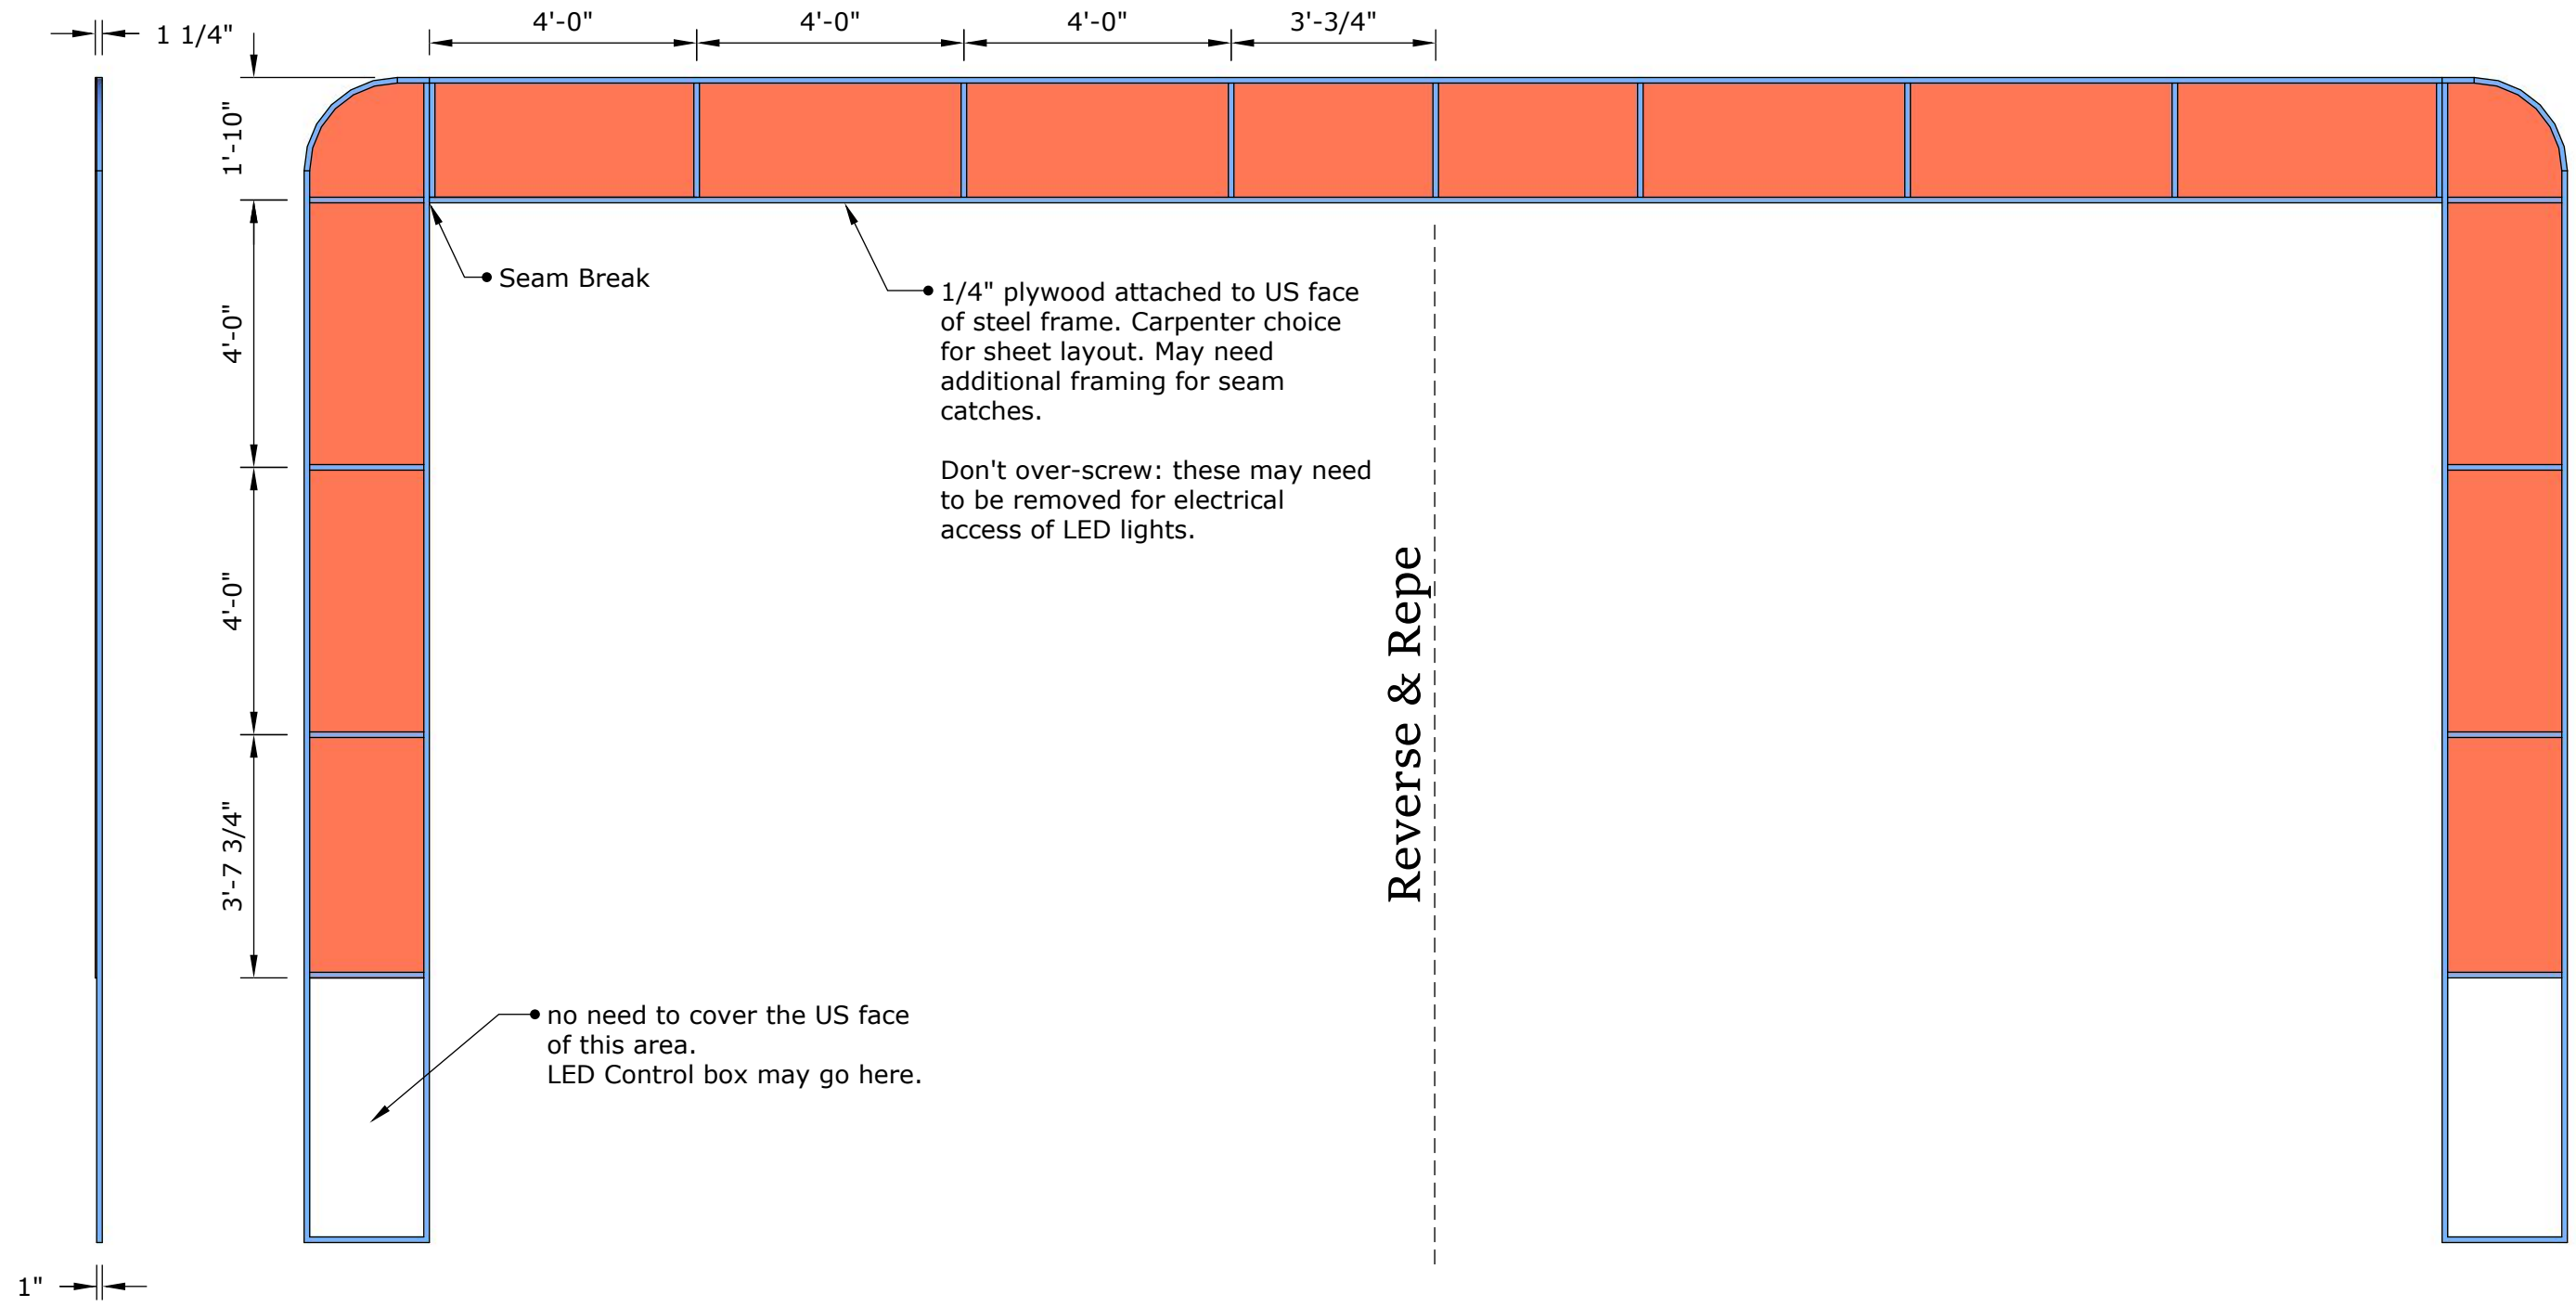 1 1/4"
4'-0"
4'-0"
4'-0"
3'-3/4"
1'-10"
4'-0"
4'-0"
3'-7 3/4"
Seam Break
1/4" plywood attached to US face
of steel frame. Carpenter choice
for sheet layout. May need
additional framing for seam
catches.
Don't over-screw: these may need
to be removed for electrical
access of LED lights.
Reverse & Repe
no need to cover the US face
of this area.
LED Control box may go here.
1"